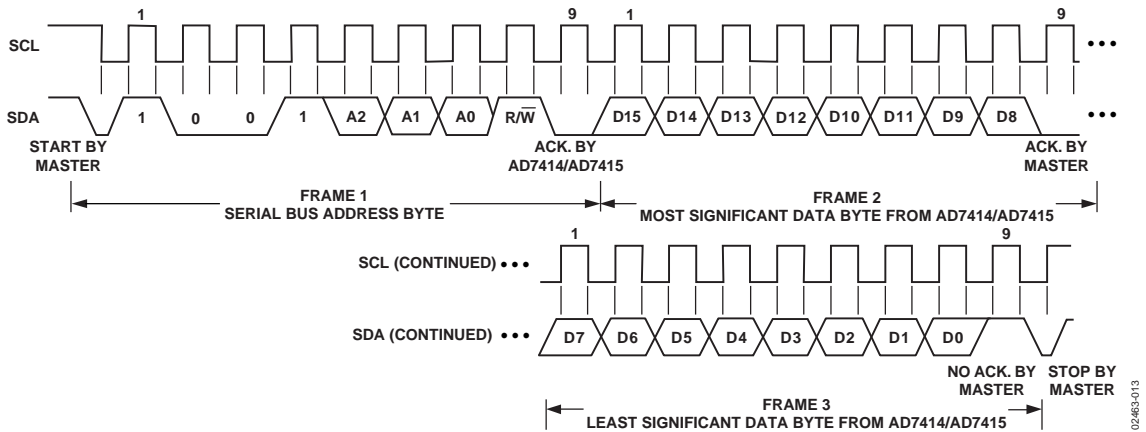 1 9 1 9
SCL •••
SDA 1 0 0 1 A2 A1 A0 R/W̅ D15 D14 D13 D12 D10 D11 D9 D8 •••
START BY MASTER
ACK. BY AD7414/AD7415
ACK. BY MASTER
FRAME 1
SERIAL BUS ADDRESS BYTE
FRAME 2
MOST SIGNIFICANT DATA BYTE FROM AD7414/AD7415
1 9
SCL (CONTINUED) •••
SDA (CONTINUED) ••• D7 D6 D5 D4 D3 D2 D1 D0
NO ACK. BY MASTER
STOP BY MASTER
FRAME 3
LEAST SIGNIFICANT DATA BYTE FROM AD7414/AD7415
02463-013